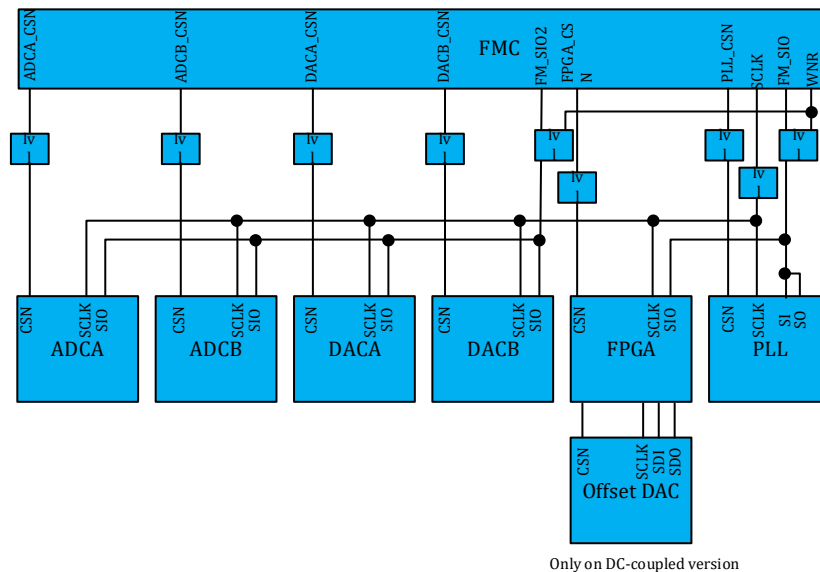 FMC
ADCA_CSN
ADCB_CSN
DACA_CSN
DACB_CSN
FM_SIO2
FPGA_CS
N
PLL_CSN
SCLK
FM_SIO
WNR
lv
l
lv
l
lv
l
lv
l
lv
l
lv
l
lv
l
lv
l
lv
l
CSN
SCLK
SIO
ADCA
CSN
SCLK
SIO
ADCB
CSN
SCLK
SIO
DACA
CSN
SCLK
SIO
DACB
CSN
SCLK
SIO
FPGA
CSN
SCLK
SI
SO
PLL
CSN
SCLK
SDI
SDO
Offset DAC
Only on DC-coupled version